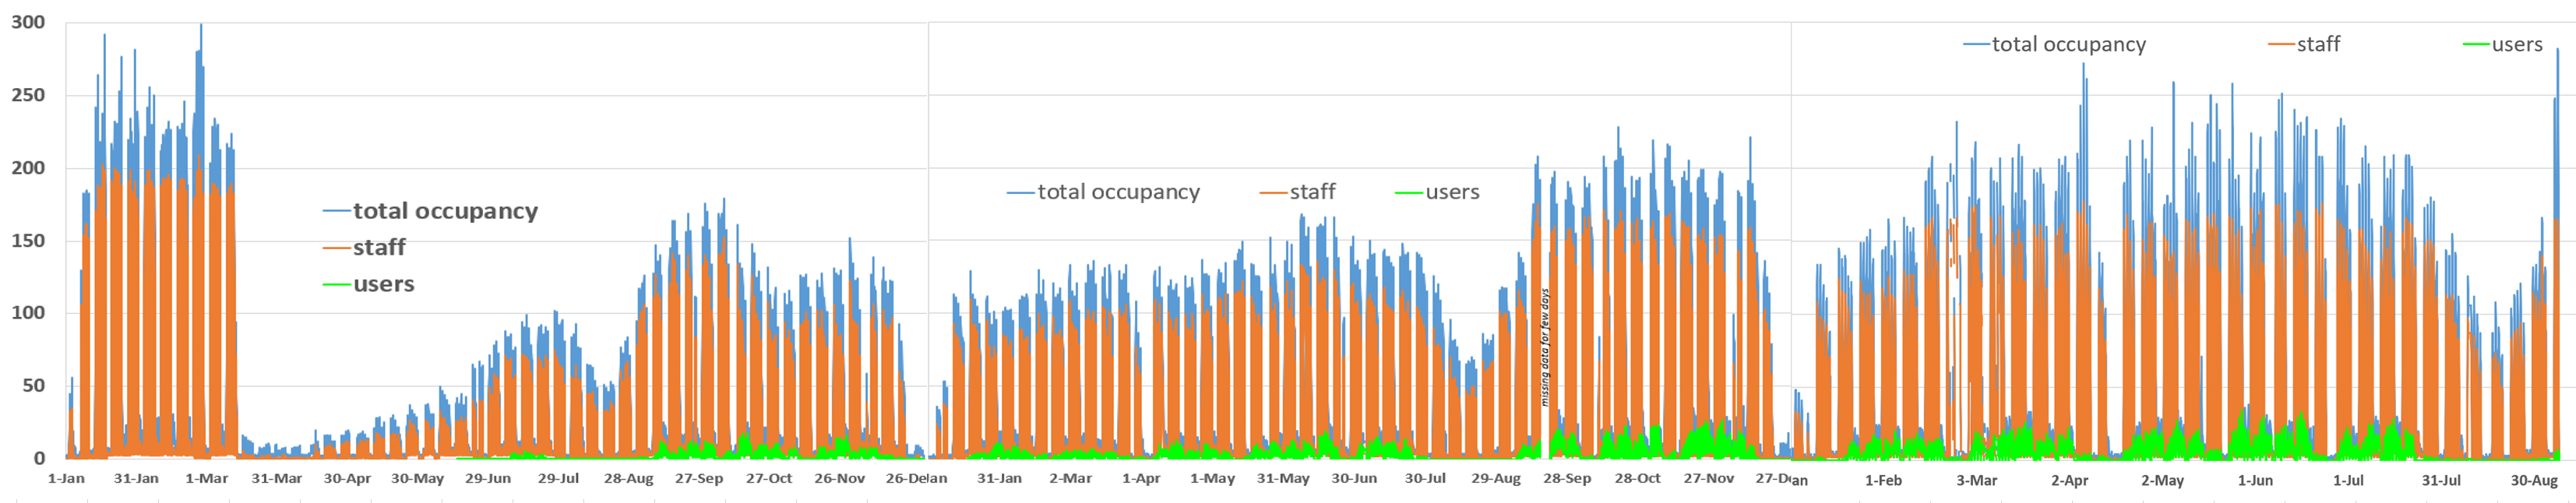 300
250
200
150
100
50
0
total occupancy
staff
users
total occupancy staff users
total occupancy staff users
missing data for few days
1-Jan 31-Jan 1-Mar 31-Mar 30-Apr 30-May 29-Jun 29-Jul 28-Aug 27-Sep 27-Oct 26-Nov 26-De an 31-Jan 2-Mar 1-Apr 1-May 31-May 30-Jun 30-Jul 29-Aug 28-Sep 28-Oct 27-Nov 27-D an 1-Feb 3-Mar 2-Apr 2-May 1-Jun 1-Jul 31-Jul 30-Aug